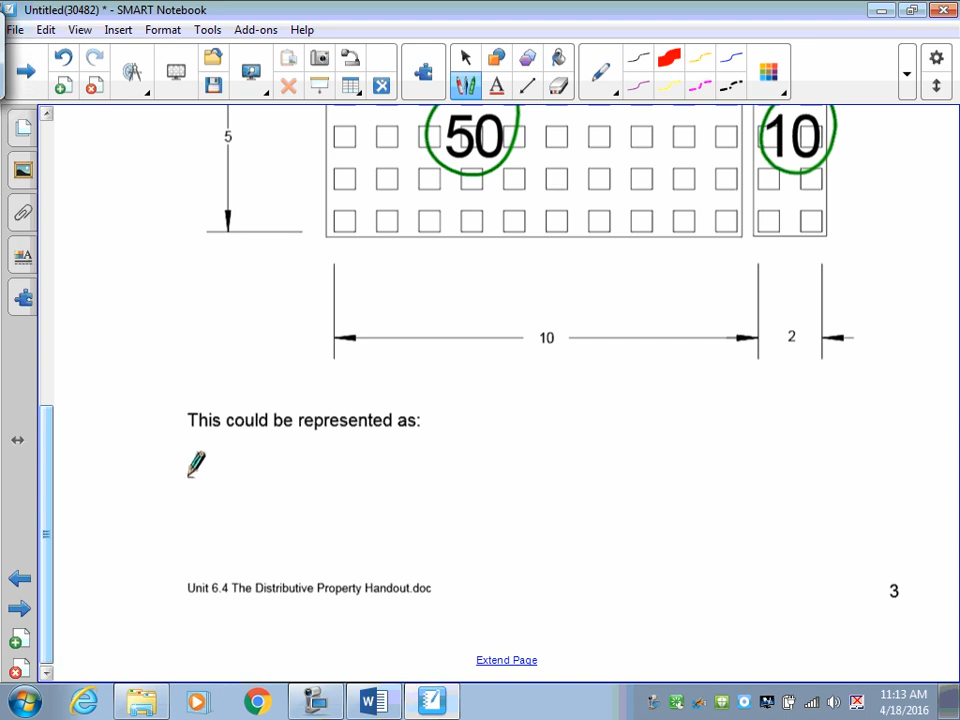 Untitled(30482) * - SMART Notebook
File Edit View Insert Format Tools Add-ons Help
5
50
10
10
2
This could be represented as:
Unit 6.4 The Distributive Property Handout.doc
3
Extend Page
11:13 AM
4/18/2016